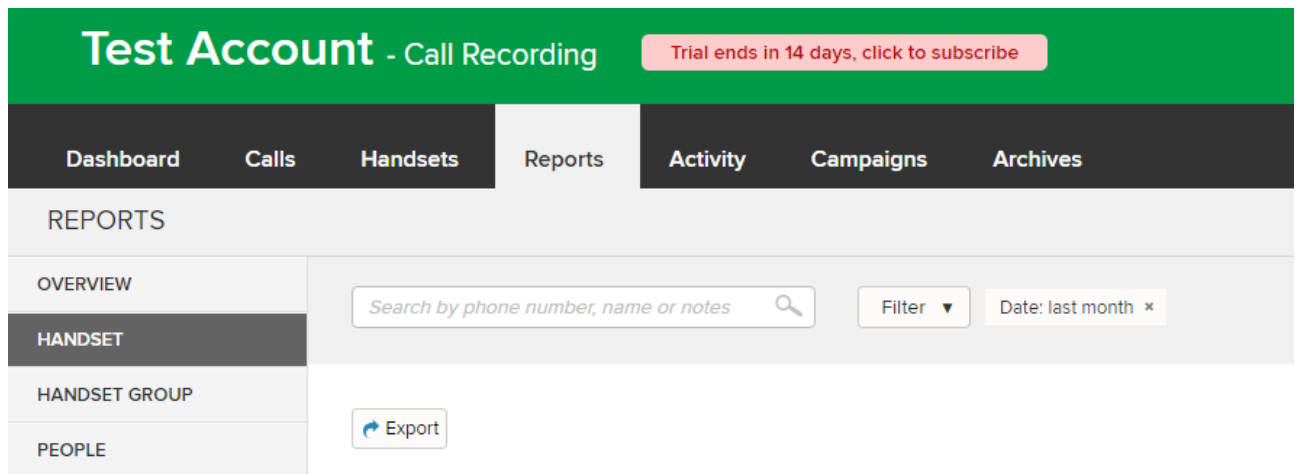 Test Account - Call Recording
Trial ends in 14 days, click to subscribe
Dashboard Calls Handsets Reports Activity Campaigns Archives
REPORTS
OVERVIEW
HANDSET
HANDSET GROUP
PEOPLE
Search by phone number, name or notes
Filter ▼
Date: last month ×
Export